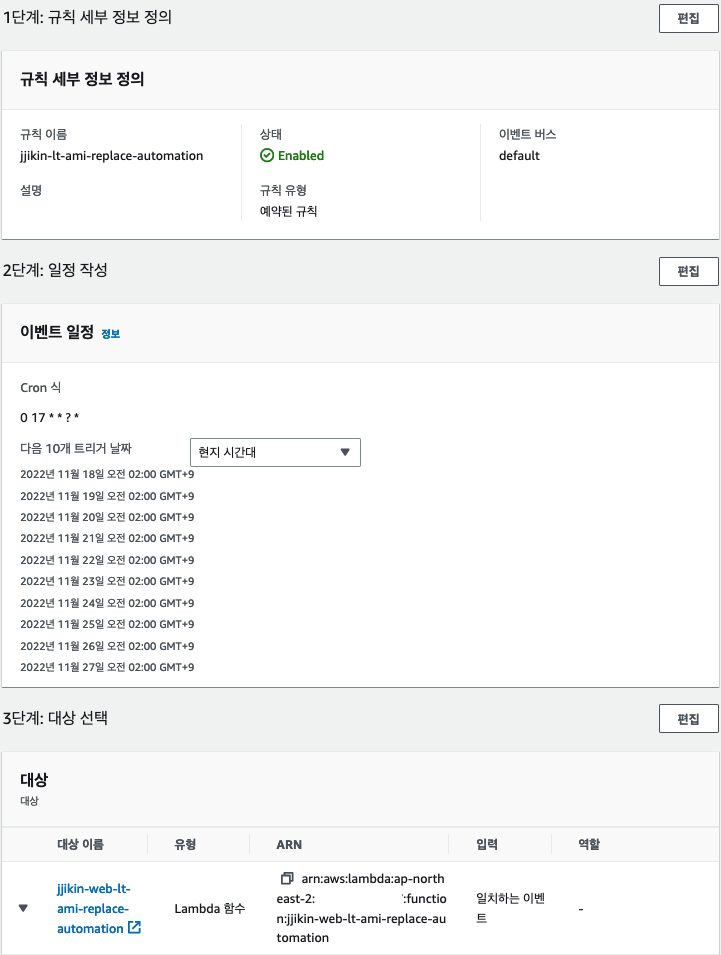 1단계: 규칙 세부 정보 정의
편집
규칙 세부 정보 정의
규칙 이름
jjikin-lt-ami-replace-automation
설명
상태
Enabled
규칙 유형
예약된 규칙
이벤트 버스
default
2단계: 일정 작성
편집
이벤트 일정 정보
Cron 식
0 17 * * ? *
다음 10개 트리거 날짜
현지 시간대
2022년 11월 18일 오전 02:00 GMT+9
2022년 11월 19일 오전 02:00 GMT+9
2022년 11월 20일 오전 02:00 GMT+9
2022년 11월 21일 오전 02:00 GMT+9
2022년 11월 22일 오전 02:00 GMT+9
2022년 11월 23일 오전 02:00 GMT+9
2022년 11월 24일 오전 02:00 GMT+9
2022년 11월 25일 오전 02:00 GMT+9
2022년 11월 26일 오전 02:00 GMT+9
2022년 11월 27일 오전 02:00 GMT+9
3단계: 대상 선택
편집
대상
대상
대상 이름
유형
ARN
입력
역할
jjikin-web-lt-
ami-replace-
automation
Lambda 함수
arn:aws:lambda:ap-north
east-2: :functio
n:jjikin-web-lt-ami-replace-au
tomation
일치하는 이벤
트
-